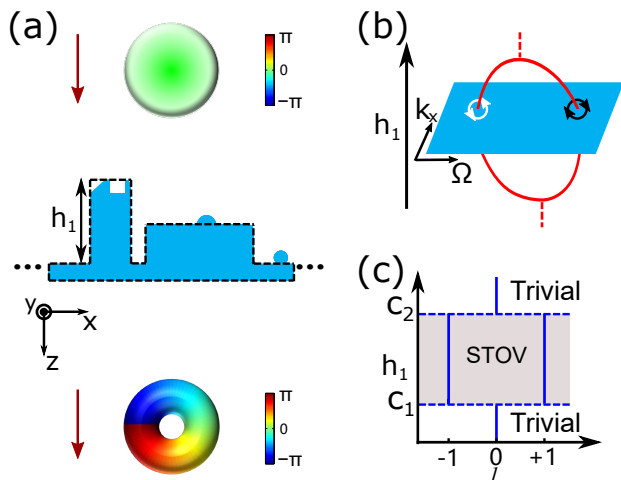 (a)
π
0
-π
h1
y
x
z
π
0
-π
(b)
h1
kx
Ω
(c)
c2
Trivial
h1
STOV
c1
Trivial
-1
0
+1
l